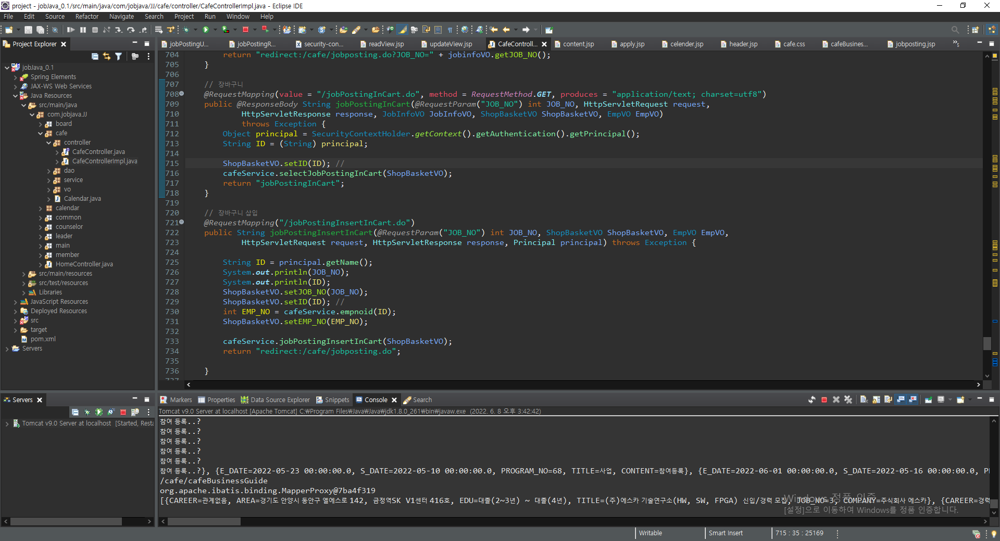 project - jobJava_0.1/src/main/java/com/jobjava/JJ/cafe/controller/CafeControllerImpl.java - Eclipse IDE
File Edit Source Refactor Navigate Search Project Run Window Help
Project Explorer
jobPostingU... jobPostingR... security-con... readView.jsp updateView.jsp CafeControll... content.jsp apply.jsp celender.jsp header.jsp cafe.css cafeBusines... jobposting.jsp »5
jobJava_0.1
Spring Elements
JAX-WS Web Services
Java Resources
src/main/java
com.jobjava.JJ
board
cafe
controller
CafeController.java
CafeControllerImpl.java
dao
service
vo
Calendar.java
calendar
common
counselor
leader
main
member
HomeController.java
src/main/resources
src/test/resources
Libraries
JavaScript Resources
Deployed Resources
src
target
pom.xml
Servers
704 return "redirect:/cafe/jobposting.do?JOB_NO=" + jobinfoVO.getJOB_NO();
705 }
706
707 // 장바구니
708 @RequestMapping(value = "/jobPostingInCart.do", method = RequestMethod.GET, produces = "application/text; charset=utf8")
709 public @ResponseBody String jobPostingInCart(@RequestParam("JOB_NO") int JOB_NO, HttpServletRequest request,
710 HttpServletResponse response, JobInfoVO JobInfoVO, ShopBasketVO ShopBasketVO, EmpVO EmpVO)
711 throws Exception {
712 Object principal = SecurityContextHolder.getContext().getAuthentication().getPrincipal();
713 String ID = (String) principal;
714
715 ShopBasketVO.setID(ID); //
716 cafeService.selectJobPostingInCart(ShopBasketVO);
717 return "jobPostingInCart";
718 }
719
720 // 장바구니 삽입
721 @RequestMapping("/jobPostingInsertInCart.do")
722 public String jobPostingInsertInCart(@RequestParam("JOB_NO") int JOB_NO, ShopBasketVO ShopBasketVO, EmpVO EmpVO,
723 HttpServletRequest request, HttpServletResponse response, Principal principal) throws Exception {
724
725 String ID = principal.getName();
726 System.out.println(JOB_NO);
727 System.out.println(ID);
728 ShopBasketVO.setJOB_NO(JOB_NO);
729 ShopBasketVO.setID(ID); //
730 int EMP_NO = cafeService.empnoid(ID);
731 ShopBasketVO.setEMP_NO(EMP_NO);
732
733 cafeService.jobPostingInsertInCart(ShopBasketVO);
734 return "redirect:/cafe/jobposting.do";
735
736 }
Servers
Tomcat v9.0 Server at localhost [Started, Resta
Markers Properties Data Source Explorer Snippets Console Search
Tomcat v9.0 Server at localhost [Apache Tomcat] C:₩Program Files₩Java₩Java₩jdk1.8.0_261₩bin₩javaw.exe (2022. 6. 8 오후 3:42:42)
참여 등록..?
참여 등록..?
참여 등록..?
참여 등록..?
참여 등록..?
참여 등록..?}, {E_DATE=2022-05-23 00:00:00.0, S_DATE=2022-05-10 00:00:00.0, PROGRAM_NO=68, TITLE=사업, CONTENT=참여등록}, {E_DATE=2022-06-01 00:00:00.0, S_DATE=2022-05-16 00:00:00.0, P
/cafe/cafeBusinessGuide
org.apache.ibatis.binding.MapperProxy@7ba4f319
[{CAREER=관계없음, AREA=경기도 안양시 동안구 엘에스로 142, 금정역SK V1센터 416호, EDU=대졸(2~3년) ~ 대졸(4년), TITLE=(주)에스카 기술연구소(HW, SW, FPGA) 신입/경력 모집, JOB_NO=3, COMPANY=주식회사 에스카}, {CAREER=경력
Windows 정품 인증
[설정]으로 이동하여 Windows를 정품 인증합니다.
Writable Smart Insert 715 : 35 : 25169